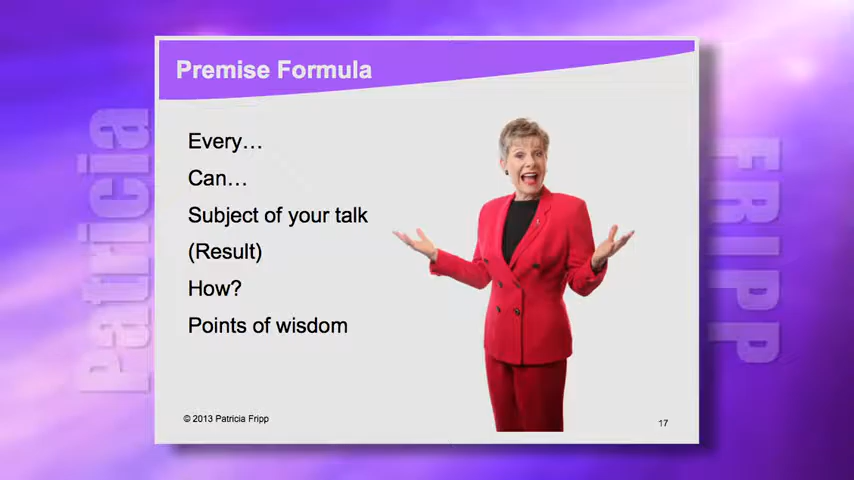 Patricia
Premise Formula
Every…
Can…
Subject of your talk
(Result)
How?
Points of wisdom
© 2013 Patricia Fripp
17
FRIPP